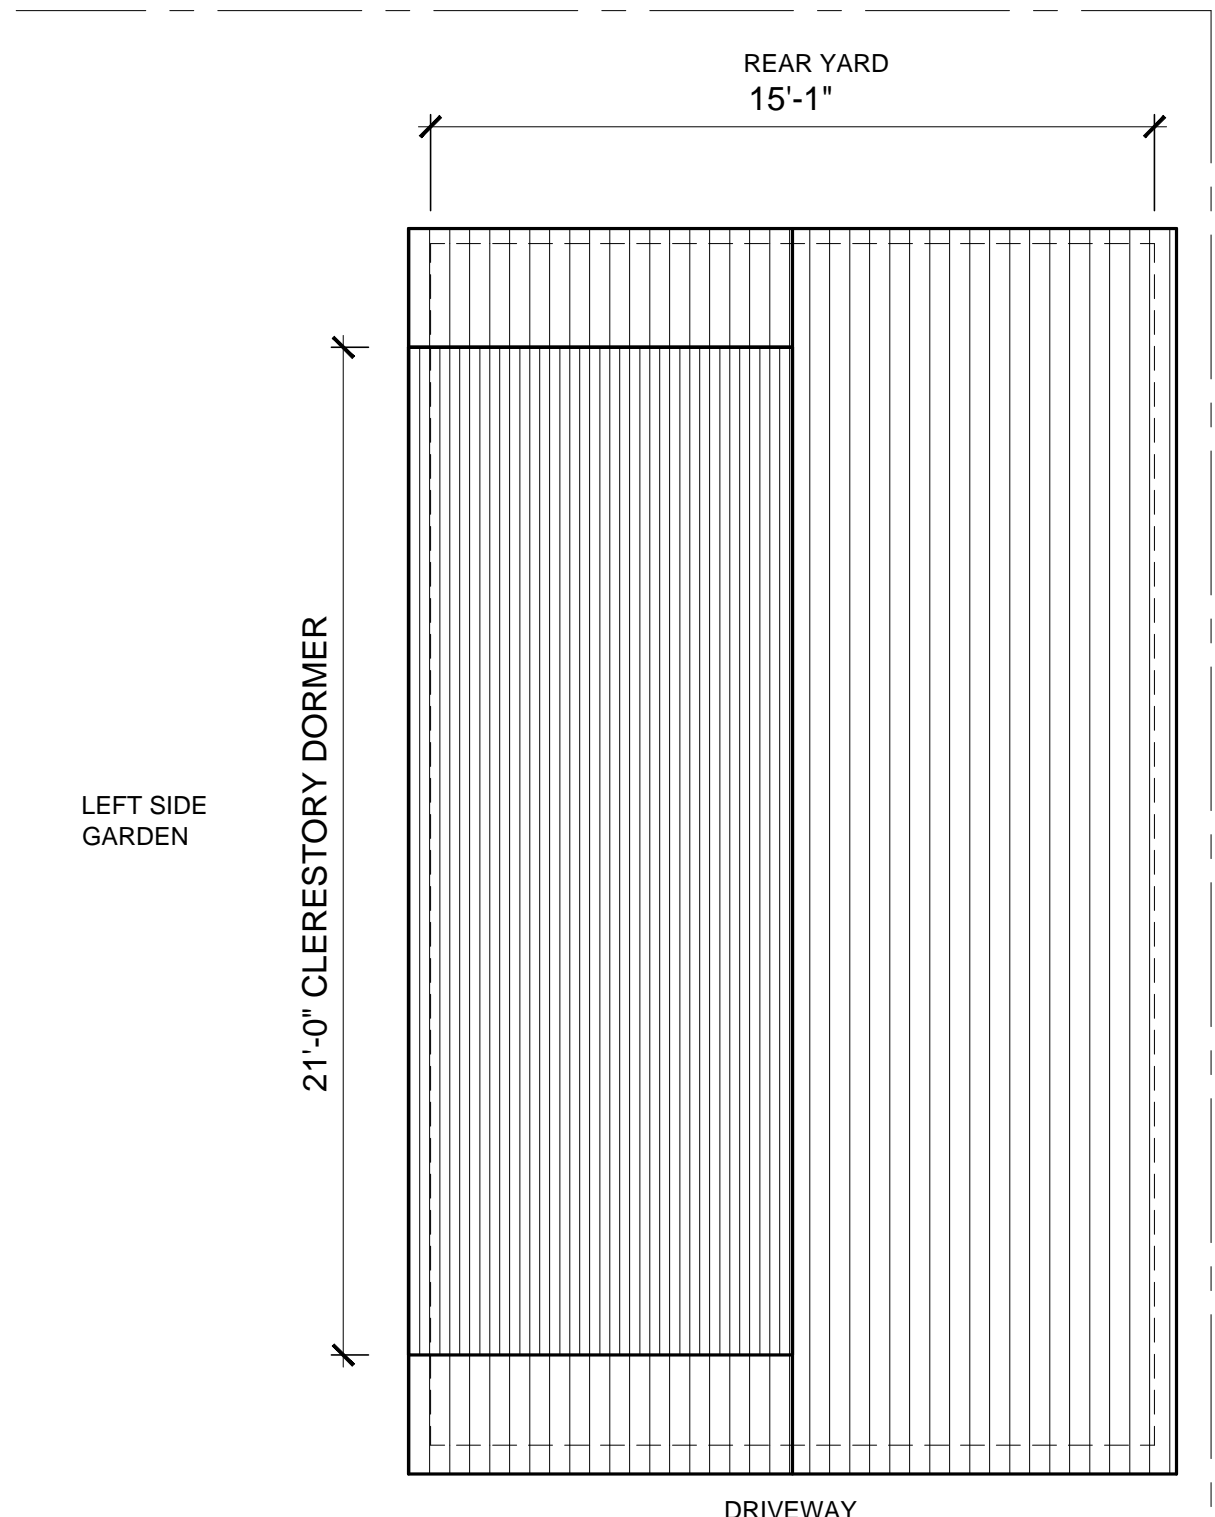 REAR YARD
15'-1"
21'-0" CLERESTORY DORMER
LEFT SIDE
GARDEN
DRIVEWAY